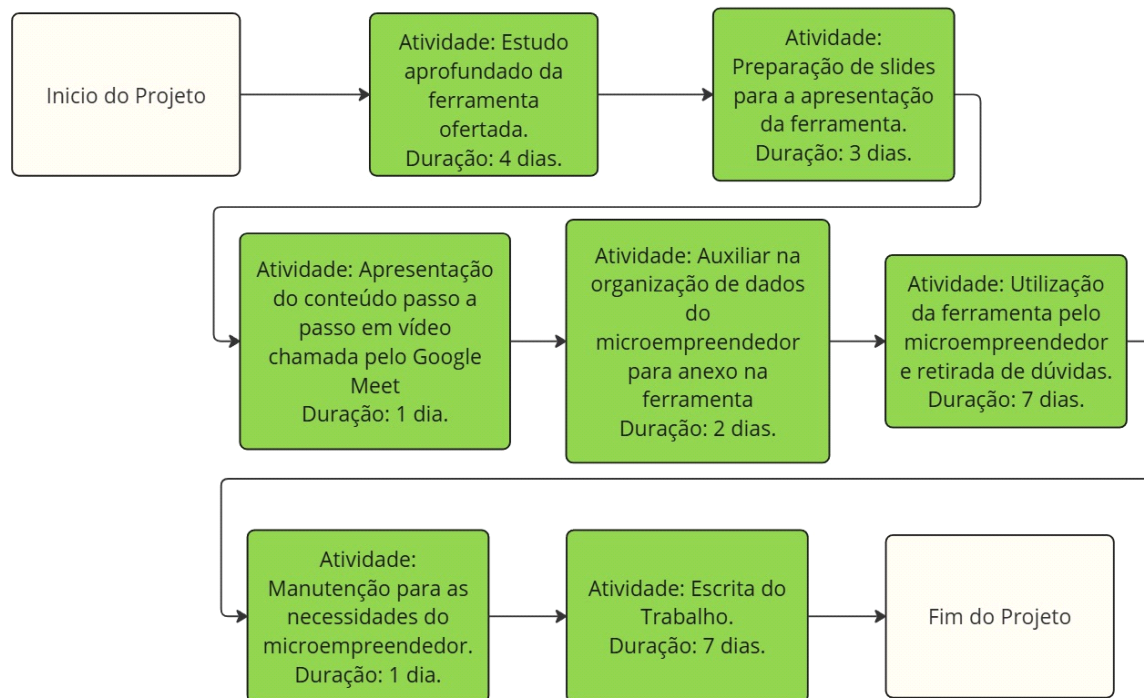 Inicio do Projeto
Atividade: Estudo
aprofundado da
ferramenta
ofertada.
Duração: 4 dias.
Atividade:
Preparação de slides
para a apresentação
da ferramenta.
Duração: 3 dias.
Atividade: Apresentação
do conteúdo passo a
passo em vídeo
chamada pelo Google
Meet
Duração: 1 dia.
Atividade: Auxiliar na
organização de dados
do
microempreendedor
para anexo na
ferramenta
Duração: 2 dias.
Atividade: Utilização
da ferramenta pelo
microempreendedor
e retirada de dúvidas.
Duração: 7 dias.
Atividade:
Manutenção para as
necessidades do
microempreendedor.
Duração: 1 dia.
Atividade: Escrita do
Trabalho.
Duração: 7 dias.
Fim do Projeto